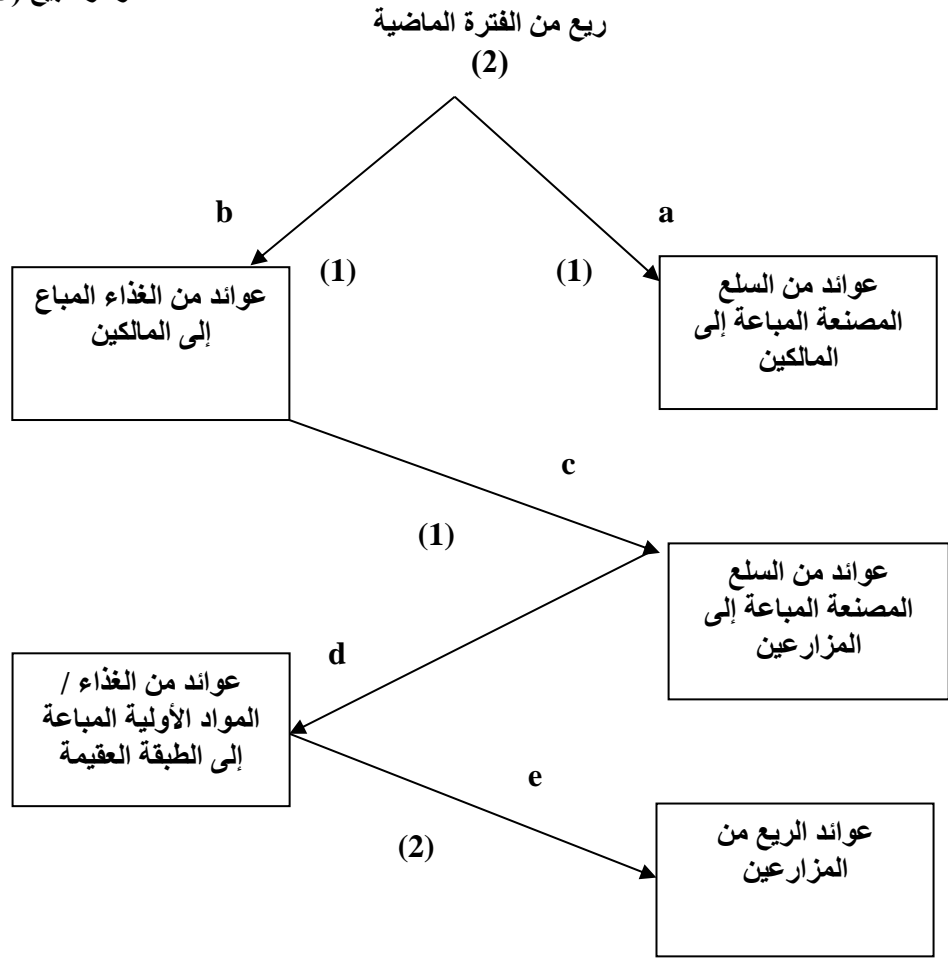 ريع من الفترة الماضية
(2)
b
a
(1)
(1)
عوائد من الغذاء المباع
إلى المالكين
عوائد من السلع
المصنعة المباعة إلى
المالكين
c
(1)
عوائد من السلع
المصنعة المباعة إلى
المزارعين
d
عوائد من الغذاء /
المواد الأولية المباعة
إلى الطبقة العقيمة
e
(2)
عوائد الريع من
المزارعين